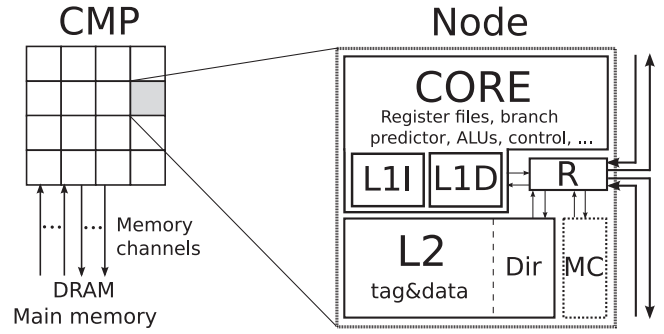 CMP
Node
CORE
Register files, branch
predictor, ALUs, control, ...
L1I
L1D
R
... ...
Memory
channels
L2
tag&data
Dir
MC
DRAM
Main memory